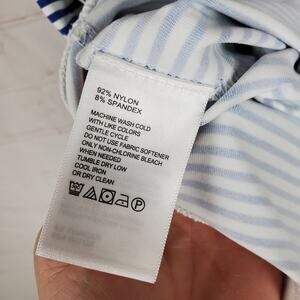 92% NYLON
8% SPANDEX
MACHINE WASH COLD
WITH LIKE COLORS
GENTLE CYCLE
DO NOT USE FABRIC SOFTENER
ONLY NON-CHLORINE BLEACH
WHEN NEEDED
TUMBLE DRY LOW
COOL IRON
OR DRY CLEAN